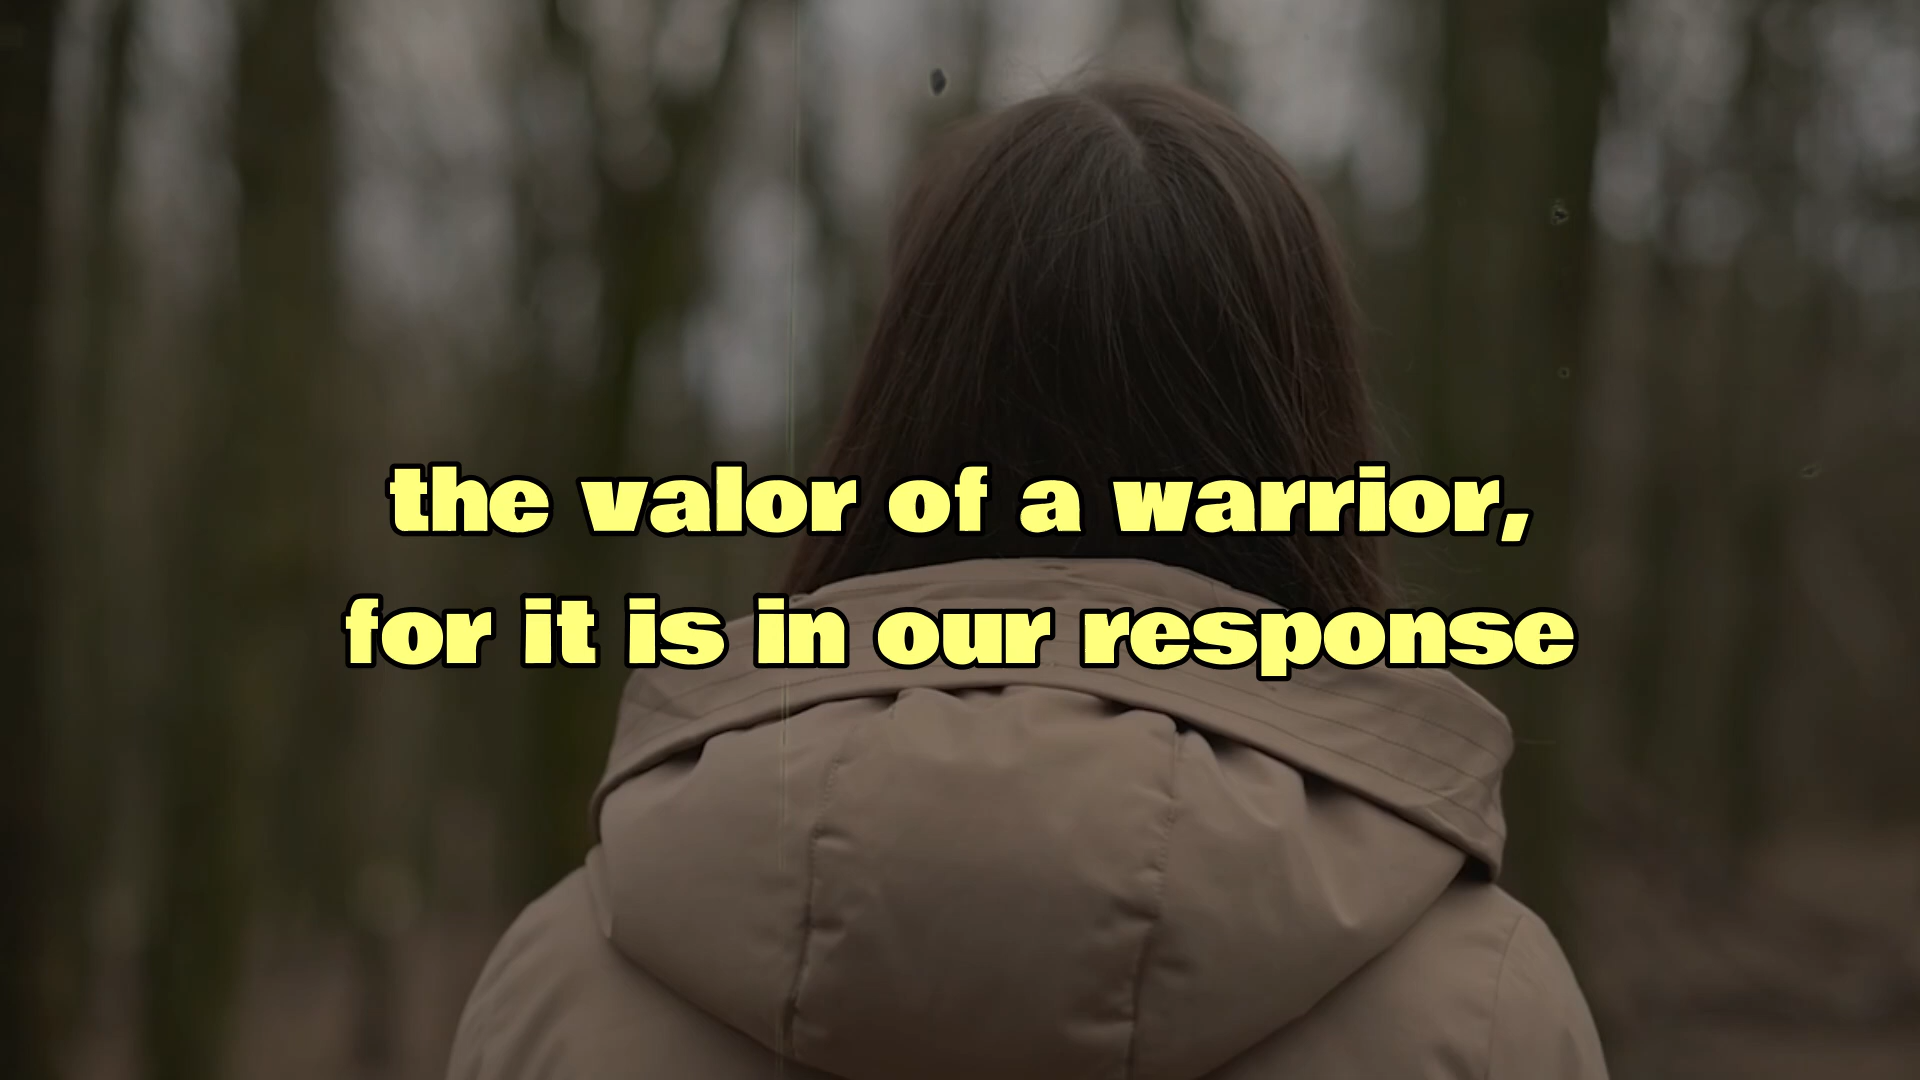 the valor of a warrior,
for it is in our response